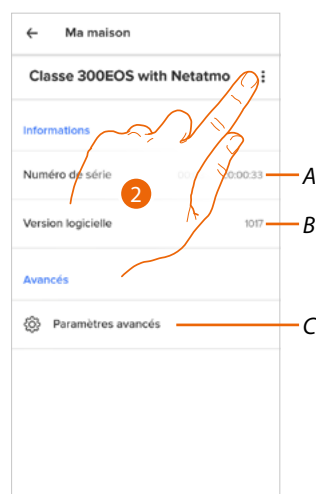 ← Ma maison
Classe 300EOS with Netatmo
Informations
Numéro de série 0:00:33 A
2
Version logicielle 1017 B
Avancés
Paramètres avancés C